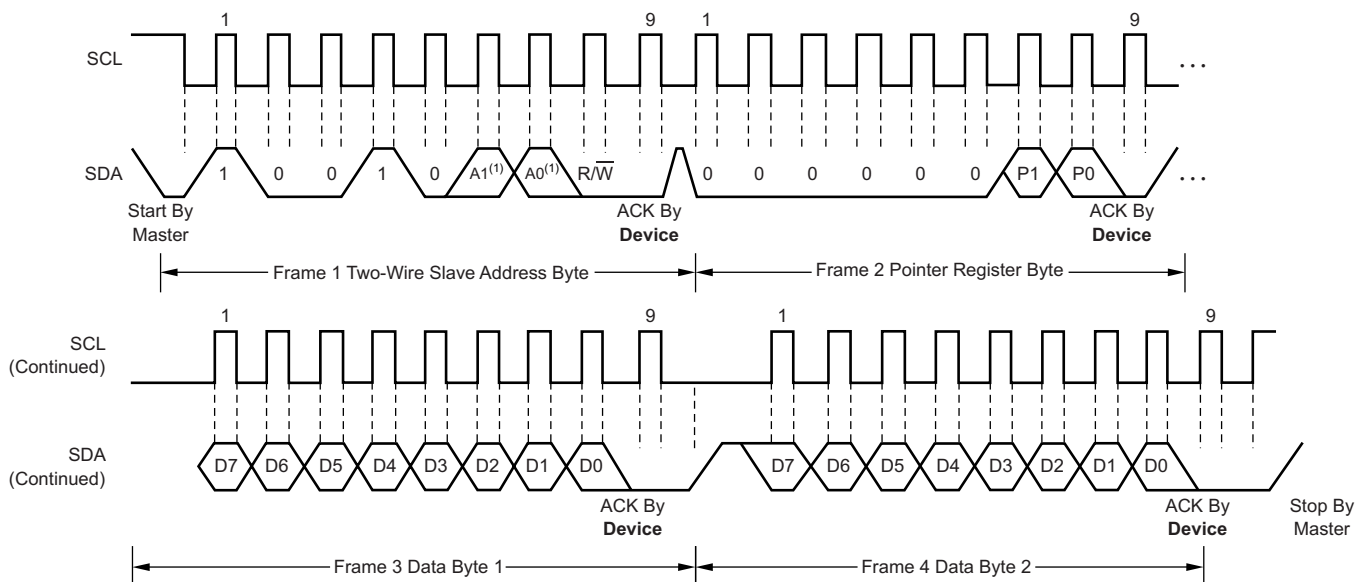 1 9 1 9
SCL ...
SDA 1 0 0 1 0 A1(1) A0(1) R/W̅ 0 0 0 0 0 0 P1 P0 ...
Start By Master
ACK By Device
ACK By Device
Frame 1 Two-Wire Slave Address Byte
Frame 2 Pointer Register Byte
1 9 1 9
SCL (Continued)
SDA (Continued) D7 D6 D5 D4 D3 D2 D1 D0 D7 D6 D5 D4 D3 D2 D1 D0
ACK By Device
ACK By Device
Stop By Master
Frame 3 Data Byte 1
Frame 4 Data Byte 2